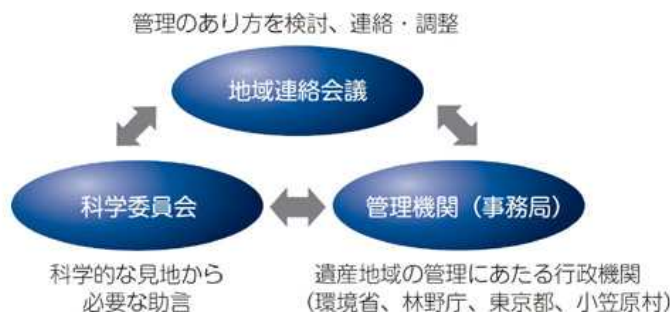 管理のあり方を検討、連絡・調整
地域連絡会議
科学委員会
管理機関（事務局）
科学的な見地から
必要な助言
遺産地域の管理にあたる行政機関
(環境省、林野庁、東京都、小笠原村)